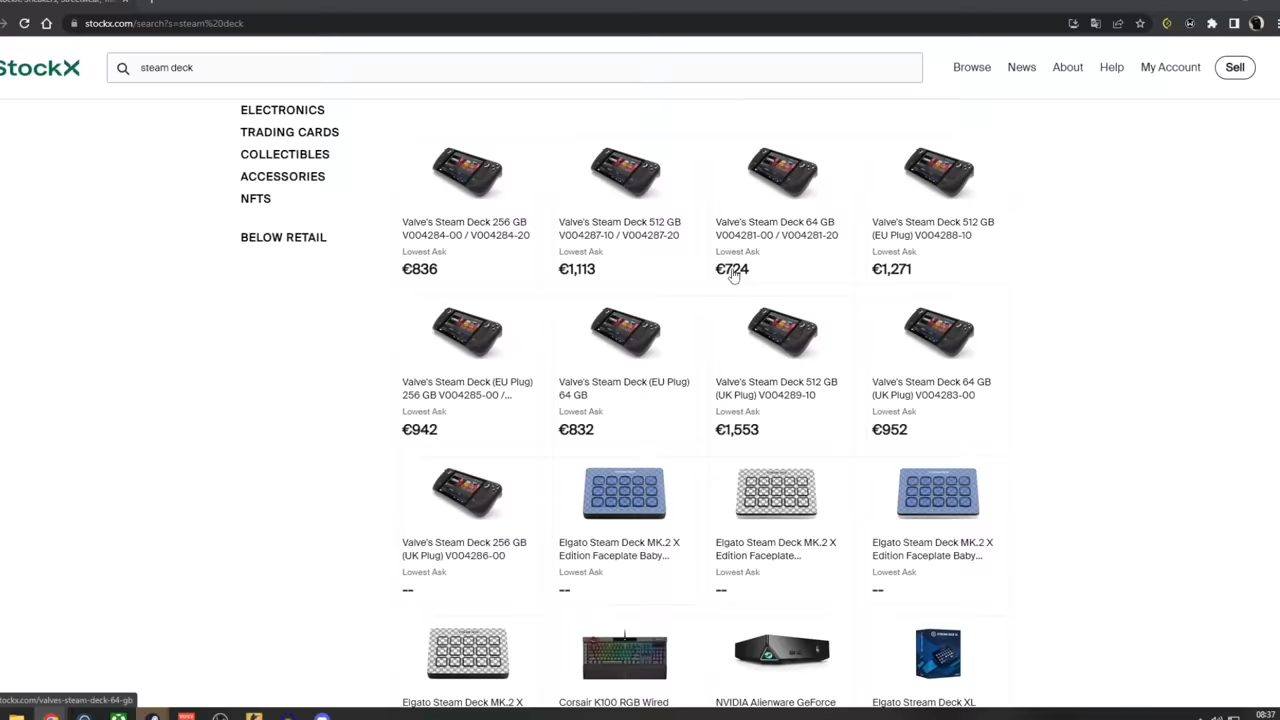 stockx.com/search?s=steam%20deck
StockX
steam deck
Browse
News
About
Help
My Account
Sell
ELECTRONICS
TRADING CARDS
COLLECTIBLES
ACCESSORIES
NFTS
BELOW RETAIL
Valve's Steam Deck 256 GB
V004284-00 / V004284-20
Lowest Ask
€836
Valve's Steam Deck 512 GB
V004287-10 / V004287-20
Lowest Ask
€1,113
Valve's Steam Deck 64 GB
V004281-00 / V004281-20
Lowest Ask
€724
Valve's Steam Deck 512 GB
(EU Plug) V004288-10
Lowest Ask
€1,271
Valve's Steam Deck (EU Plug)
256 GB V004285-00 /...
Lowest Ask
€942
Valve's Steam Deck (EU Plug)
64 GB
Lowest Ask
€832
Valve's Steam Deck 512 GB
(UK Plug) V004289-10
Lowest Ask
€1,553
Valve's Steam Deck 64 GB
(UK Plug) V004283-00
Lowest Ask
€952
Valve's Steam Deck 256 GB
(UK Plug) V004286-00
Lowest Ask
--
Elgato Steam Deck MK.2 X
Edition Faceplate Baby...
Lowest Ask
--
Elgato Steam Deck MK.2 X
Edition Faceplate...
Lowest Ask
--
Elgato Steam Deck MK.2 X
Edition Faceplate Baby...
Lowest Ask
--
Elgato Steam Deck MK.2 X
Corsair K100 RGB Wired
NVIDIA Alienware GeForce
Elgato Stream Deck XL
tockx.com/valves-steam-deck-64-gb
08:37